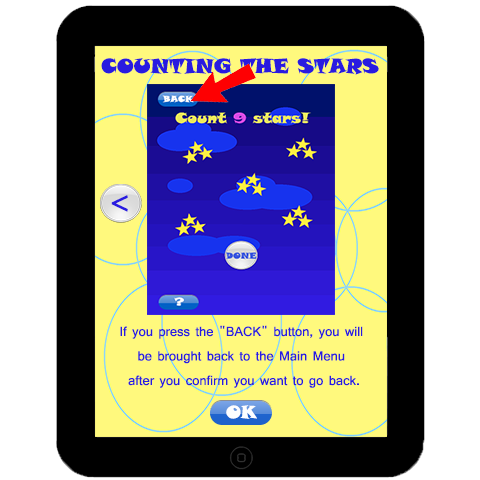 COUNTING THE STARS
BACK
Count 9 stars!
<
DONE
?
If you press the "BACK" button, you will
be brought back to the Main Menu
after you confirm you want to go back.
OK